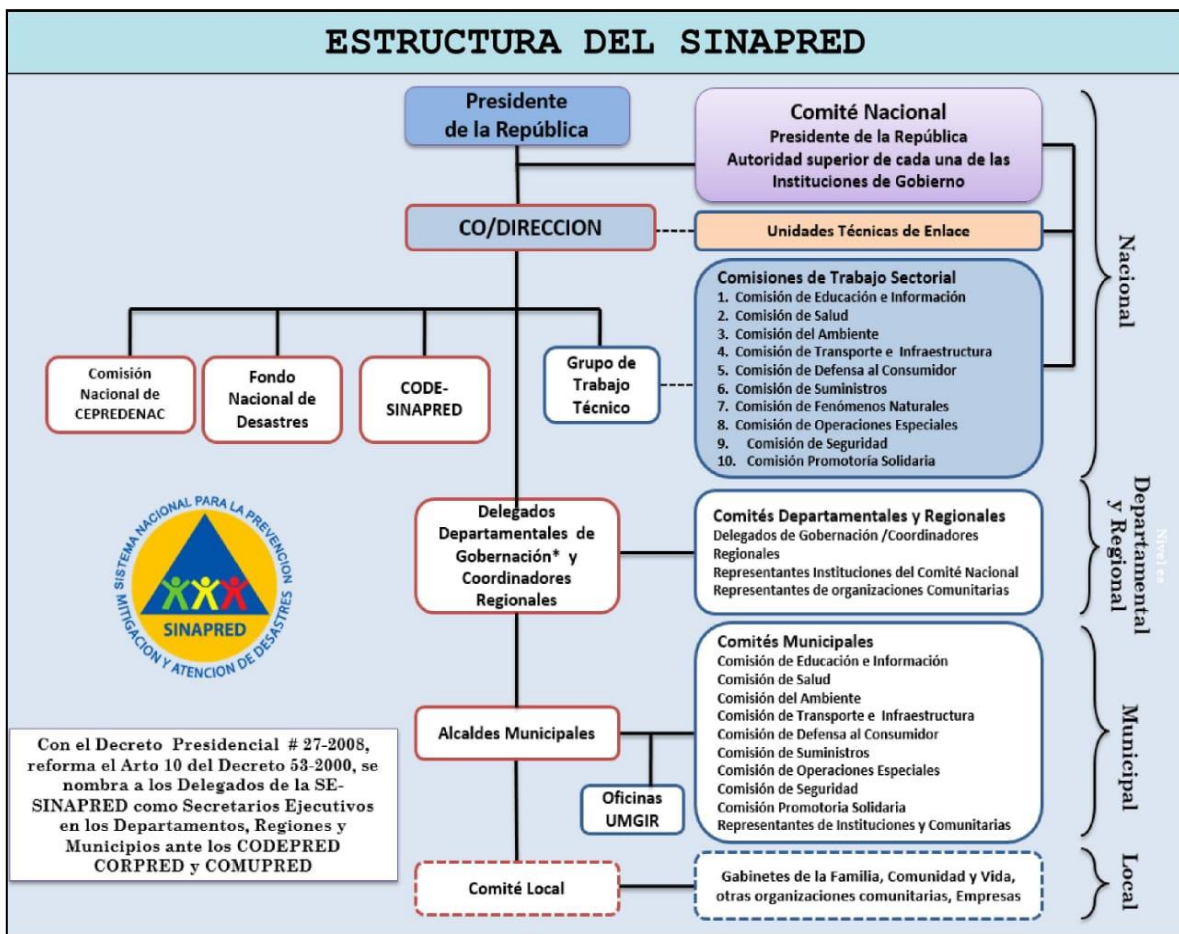 ESTRUCTURA DEL SINAPRED
Presidente
de la República
Comité Nacional
Presidente de la República
Autoridad superior de cada una de las
Instituciones de Gobierno
CO/DIRECCION
Unidades Técnicas de Enlace
Comisiones de Trabajo Sectorial
1. Comisión de Educación e Información
2. Comisión de Salud
3. Comisión del Ambiente
4. Comisión de Transporte e Infraestructura
5. Comisión de Defensa al Consumidor
6. Comisión de Suministros
7. Comisión de Fenómenos Naturales
8. Comisión de Operaciones Especiales
9. Comisión de Seguridad
10. Comisión Promotoría Solidaria
Nacional
Comisión
Nacional de
CEPREDENAC
Fondo
Nacional de
Desastres
CODE-
SINAPRED
Grupo de
Trabajo
Técnico
Delegados
Departamentales de
Gobernación* y
Coordinadores
Regionales
Comités Departamentales y Regionales
Delegados de Gobernación /Coordinadores
Regionales
Representantes Instituciones del Comité Nacional
Representantes de organizaciones Comunitarias
Departamental
y Regional
Niveles
SISTEMA NACIONAL PARA LA PREVENCION
MITIGACION Y ATENCION DE DESASTRES
SINAPRED
Alcaldes Municipales
Oficinas
UMGIR
Comités Municipales
Comisión de Educación e Información
Comisión de Salud
Comisión del Ambiente
Comisión de Transporte e Infraestructura
Comisión de Defensa al Consumidor
Comisión de Suministros
Comisión de Operaciones Especiales
Comisión de Seguridad
Comisión Promotoria Solidaria
Representantes de Instituciones y Comunitarias
Municipal
Con el Decreto Presidencial # 27-2008,
reforma el Arto 10 del Decreto 53-2000, se
nombra a los Delegados de la SE-
SINAPRED como Secretarios Ejecutivos
en los Departamentos, Regiones y
Municipios ante los CODEPRED
CORPRED y COMUPRED
Comité Local
Gabinetes de la Familia, Comunidad y Vida,
otras organizaciones comunitarias, Empresas
Local